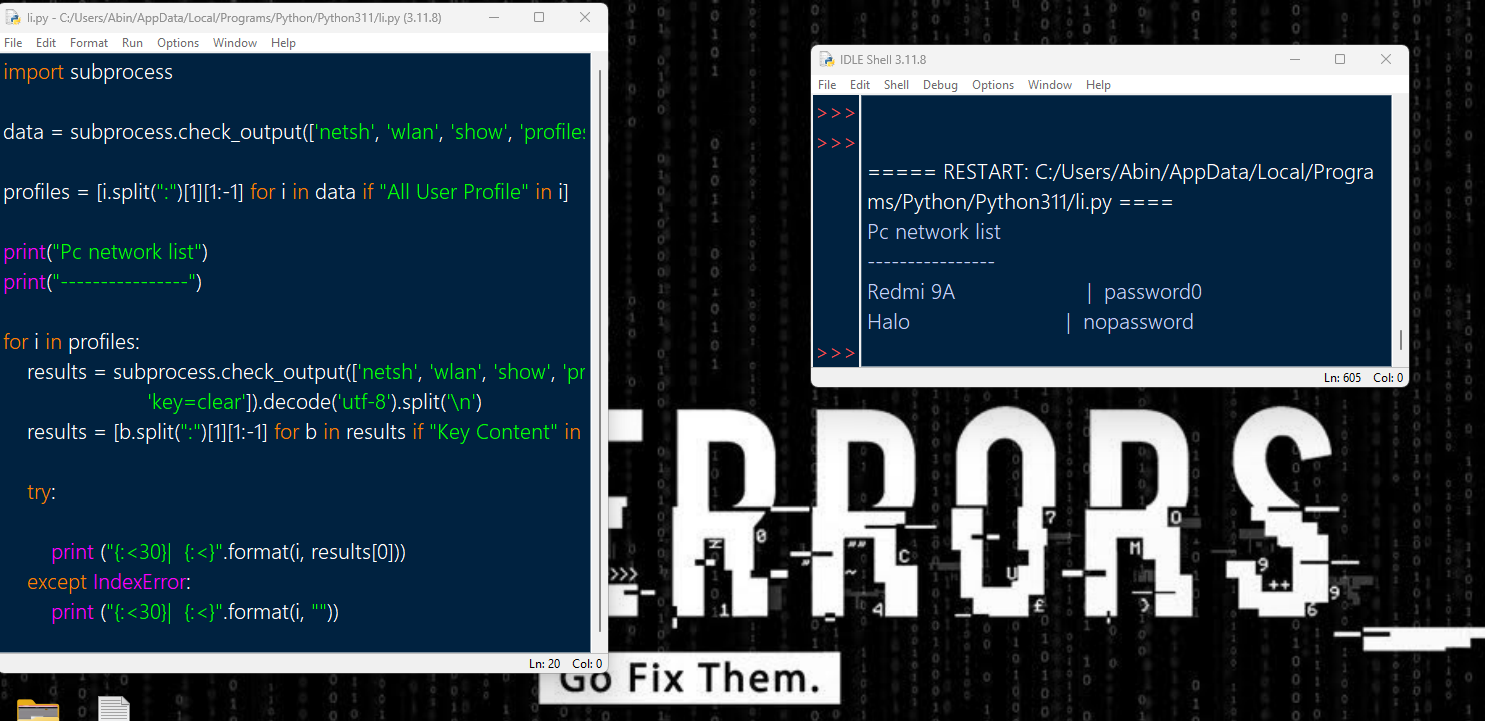 li.py - C:/Users/Abin/AppData/Local/Programs/Python/Python311/li.py (3.11.8)
File Edit Format Run Options Window Help
import subprocess
data = subprocess.check_output(['netsh', 'wlan', 'show', 'profiles
profiles = [i.split(":")[1][1:-1] for i in data if "All User Profile" in i]
print("Pc network list")
print("----------------")
for i in profiles:
results = subprocess.check_output(['netsh', 'wlan', 'show', 'pr
'key=clear']).decode('utf-8').split('\n')
results = [b.split(":")[1][1:-1] for b in results if "Key Content" in
try:
print ("{:<30}|  {:<}".format(i, results[0]))
except IndexError:
print ("{:<30}|  {:<}".format(i, ""))
Ln: 20 Col: 0
IDLE Shell 3.11.8
File Edit Shell Debug Options Window Help
>>>
>>>
===== RESTART: C:/Users/Abin/AppData/Local/Progra
ms/Python/Python311/li.py ====
Pc network list
----------------
Redmi 9A | password0
Halo | nopassword
>>>
Ln: 605 Col: 0
ERRORS
Go Fix Them.